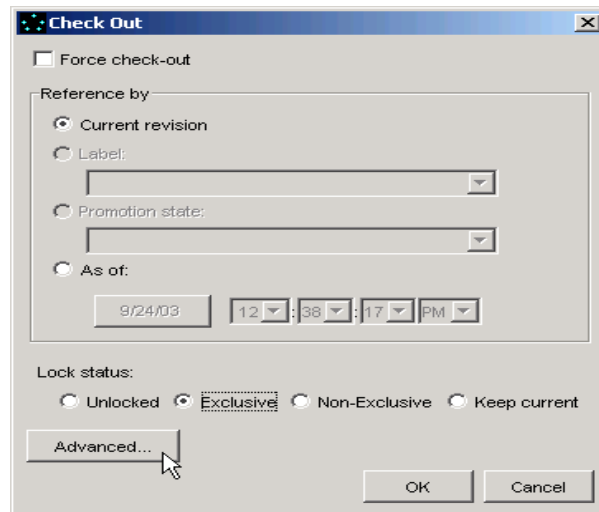 Check Out
Force check-out
Reference by
Current revision
Label:
Promotion state:
As of:
9/24/03 12 : 38 : 17 PM
Lock status:
Unlocked Exclusive Non-Exclusive Keep current
Advanced...
OK Cancel